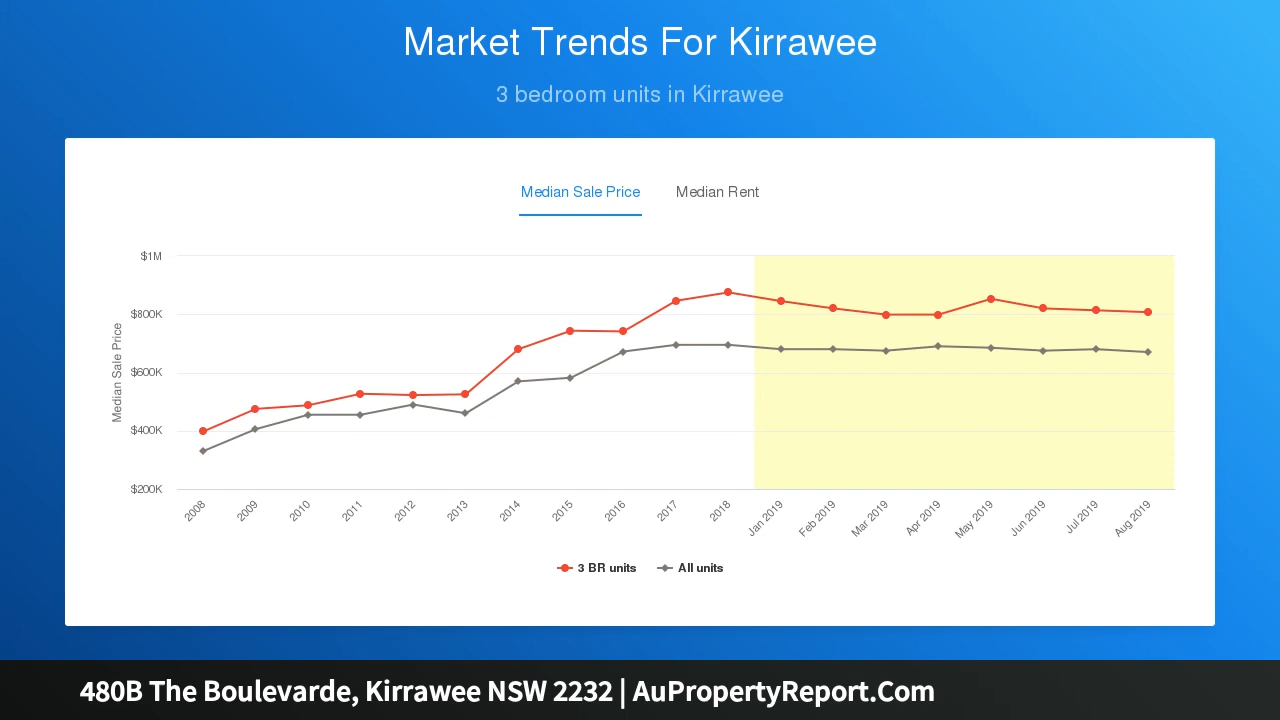 Market Trends For Kirrawee
3 bedroom units in Kirrawee
Median Sale Price Median Rent
Median Sale Price
$1M
$800K
$600K
$400K
$200K
2008 2009 2010 2011 2012 2013 2014 2015 2016 2017 2018 Jan 2019 Feb 2019 Mar 2019 Apr 2019 May 2019 Jun 2019 Jul 2019 Aug 2019
3 BR units All units
480B The Boulevarde, Kirrawee NSW 2232 | AuPropertyReport.Com